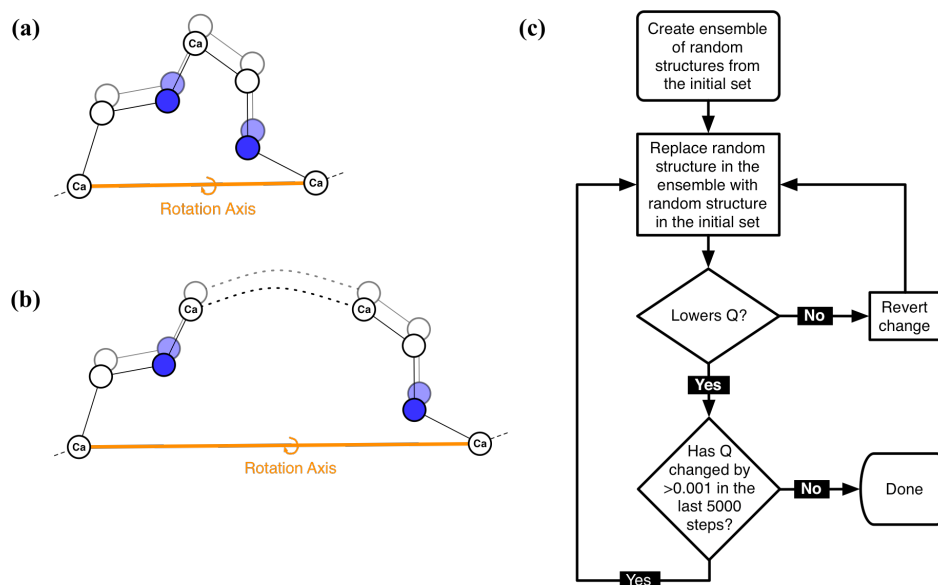 (a)
Ca
Ca
Ca
Rotation Axis
(b)
Ca
Ca
Ca
Ca
Rotation Axis
(c)
Create ensemble
of random
structures from
the initial set
Replace random
structure in the
ensemble with
random structure
in the initial set
Lowers Q?
No
Revert
change
Yes
Has Q
changed by
>0.001 in the
last 5000
steps?
No
Done
Yes